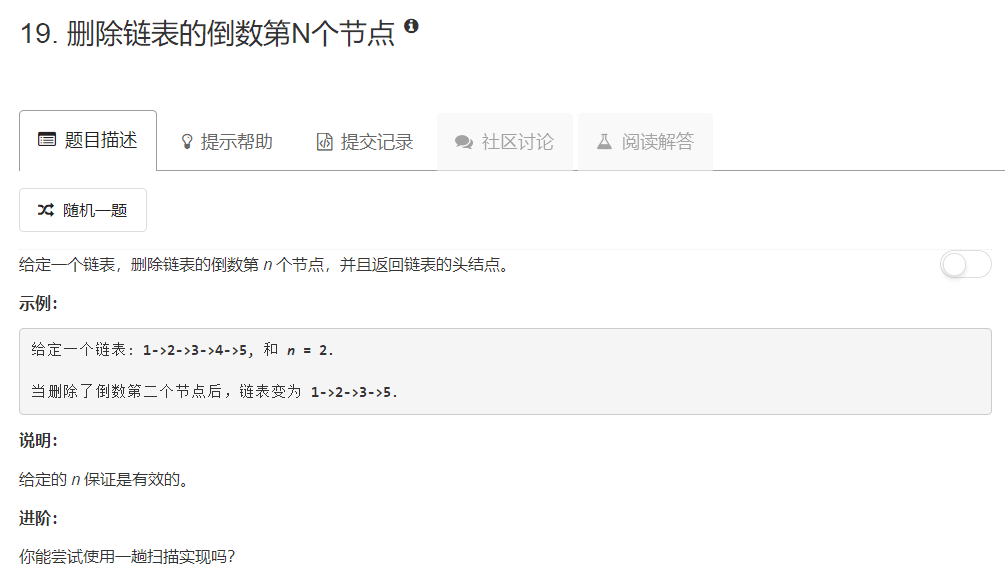 19. 删除链表的倒数第N个节点
题目描述 提示帮助 提交记录 社区讨论 阅读解答
随机一题
给定一个链表，删除链表的倒数第 n 个节点，并且返回链表的头结点。
示例：
给定一个链表: 1->2->3->4->5, 和 n = 2.
当删除了倒数第二个节点后，链表变为 1->2->3->5.
说明：
给定的 n 保证是有效的。
进阶：
你能尝试使用一趟扫描实现吗？